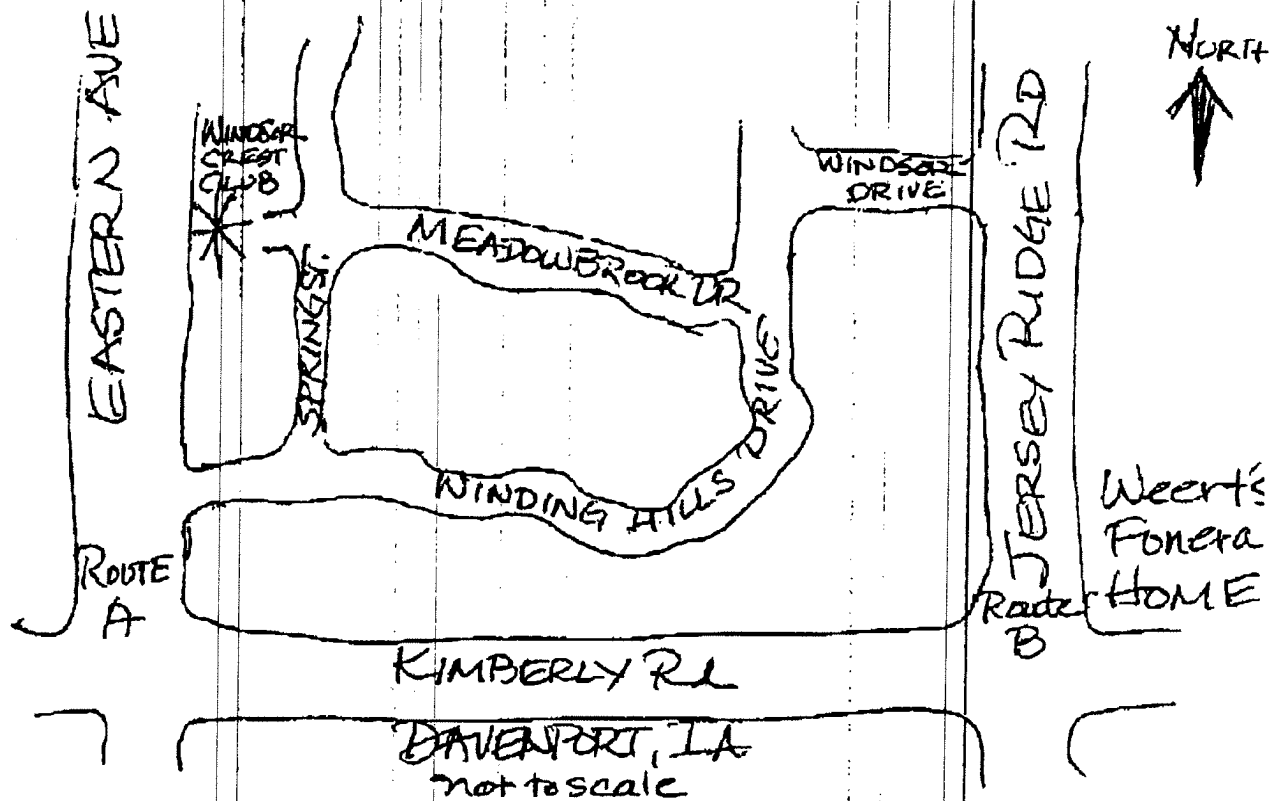 NORTH
EASTERN AVE
WINDSOR
CREST
CLUB
WINDSOR
DRIVE
JERSEY RIDGE RD
MEADOWBROOK DR
SPRING ST.
WINDING HILLS DRIVE
Weert's
Fonera
HOME
ROUTE
A
Route
B
KIMBERLY Rd
DAVENPORT, IA
not to scale